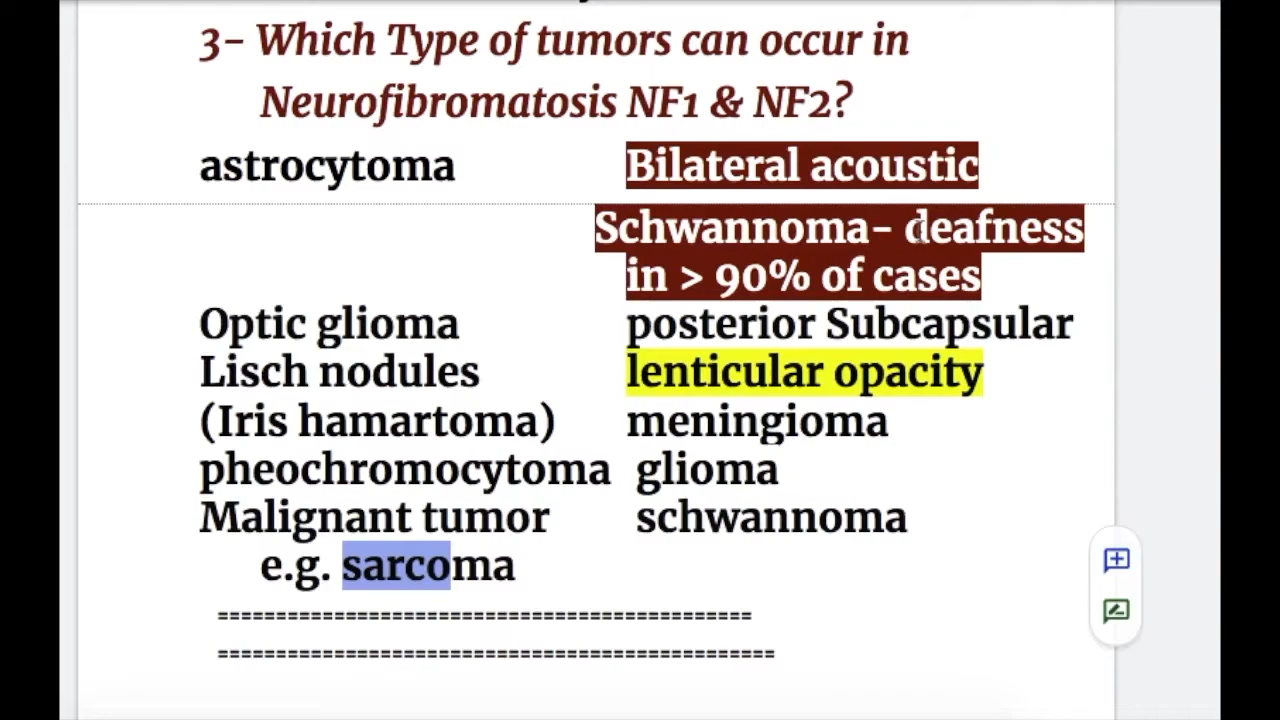 3- Which Type of tumors can occur in
Neurofibromatosis NF1 & NF2?
astrocytoma Bilateral acoustic
Schwannoma- deafness
in > 90% of cases
Optic glioma posterior Subcapsular
Lisch nodules lenticular opacity
(Iris hamartoma) meningioma
pheochromocytoma glioma
Malignant tumor schwannoma
e.g. sarcoma
==============================================
================================================